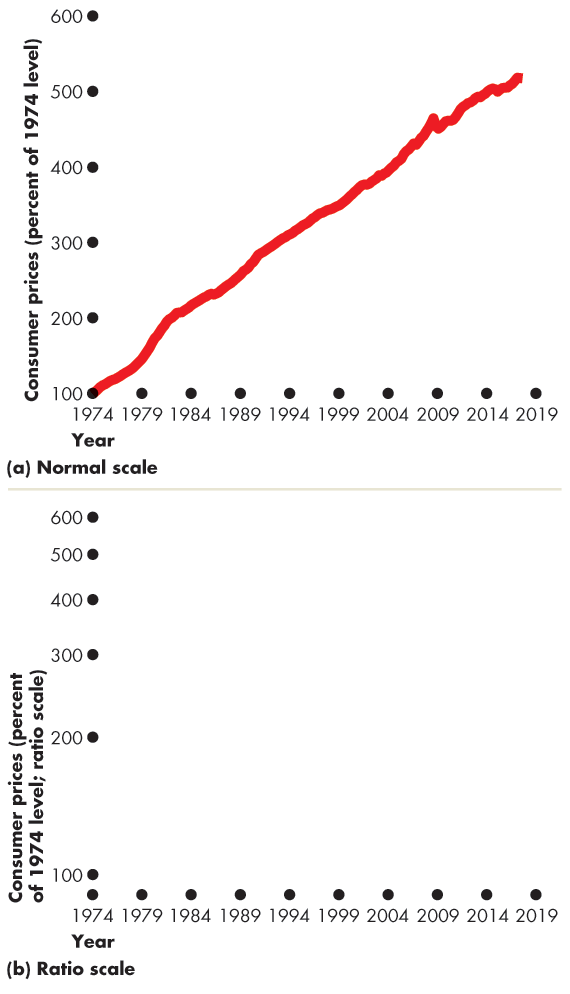 600
500
400
300
200
100
Consumer prices (percent of 1974 level)
1974 1979 1984 1989 1994 1999 2004 2009 2014 2019
Year
(a) Normal scale
600
500
400
300
200
100
Consumer prices (percent
of 1974 level; ratio scale)
1974 1979 1984 1989 1994 1999 2004 2009 2014 2019
Year
(b) Ratio scale